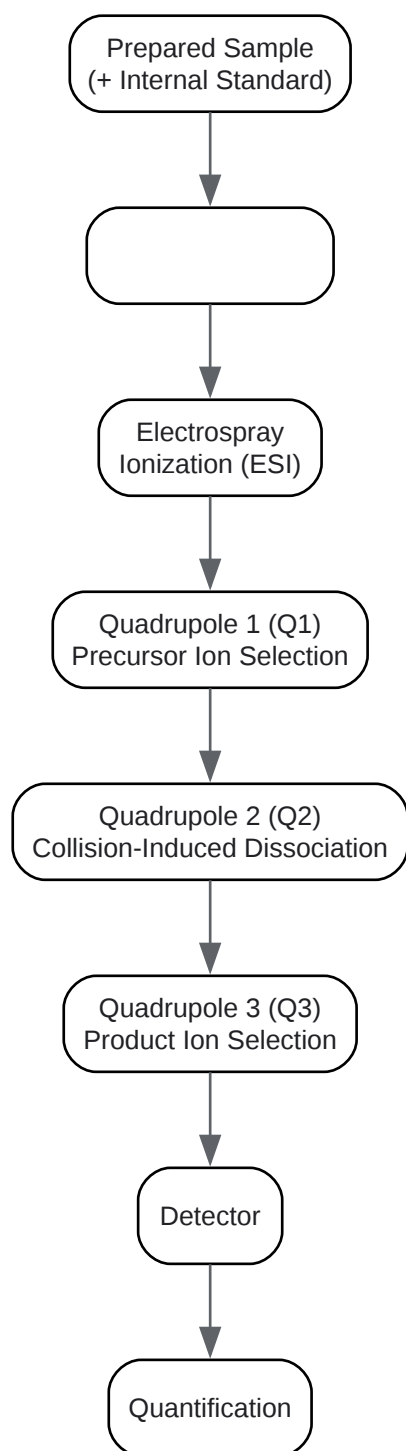 Prepared Sample
(+ Internal Standard)
Electrospray
Ionization (ESI)
Quadrupole 1 (Q1)
Precursor Ion Selection
Quadrupole 2 (Q2)
Collision-Induced Dissociation
Quadrupole 3 (Q3)
Product Ion Selection
Detector
Quantification